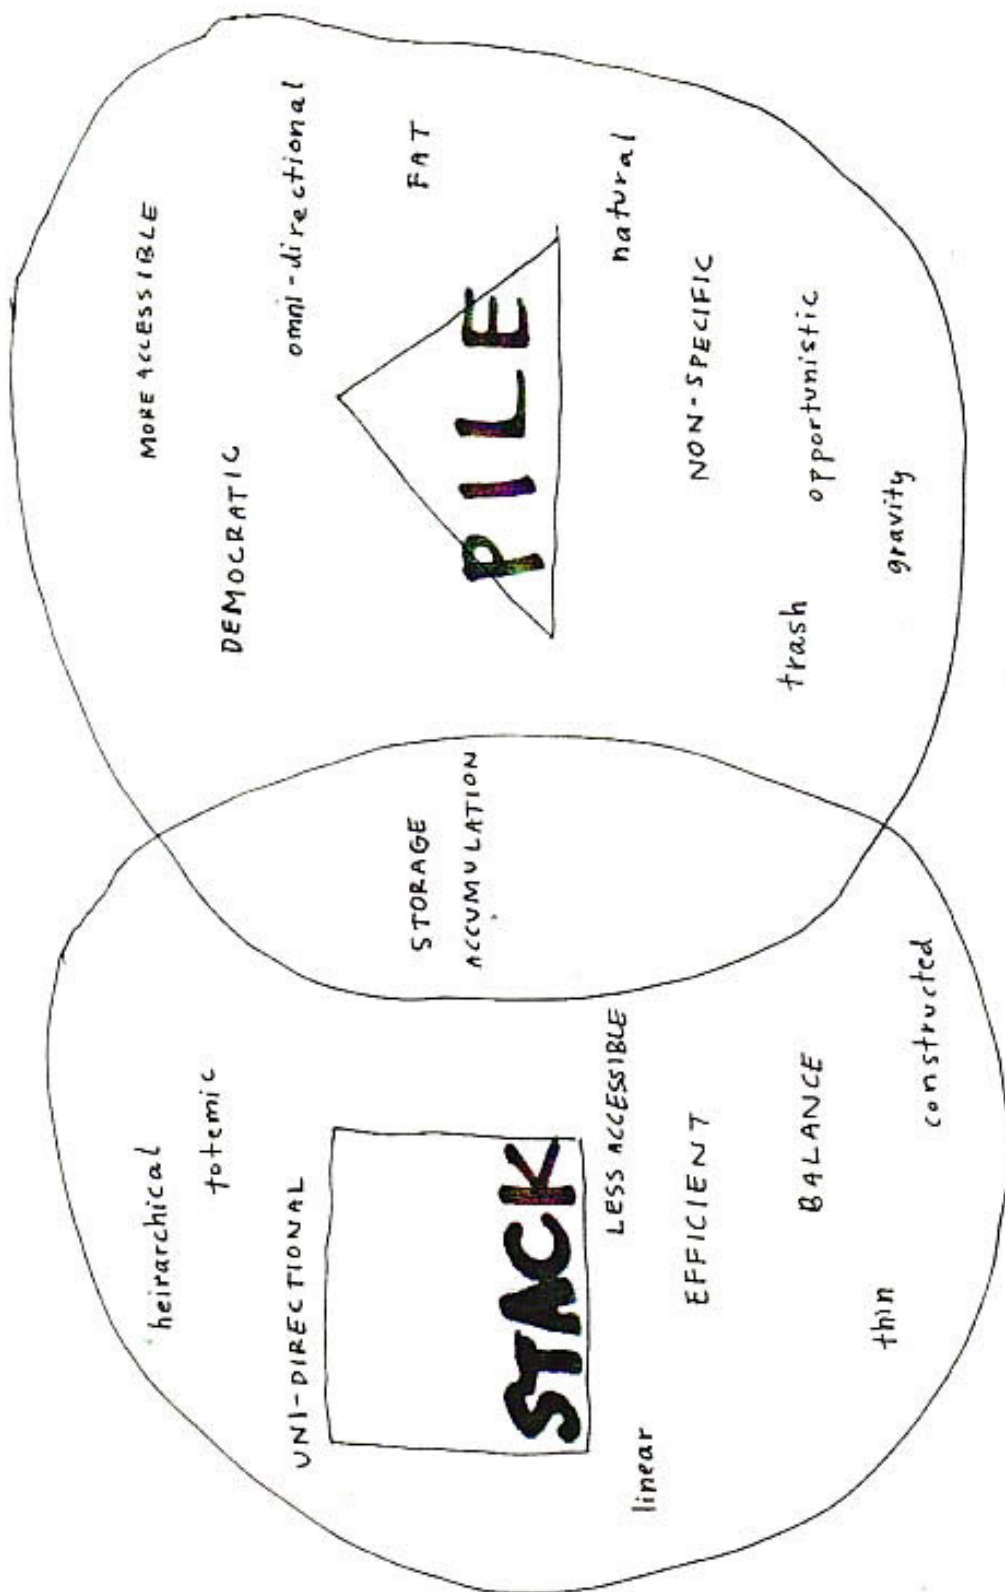 heirarchical
totemic
UNI-DIRECTIONAL
STACK
LESS ACCESSIBLE
linear
EFFICIENT
BALANCE
thin
constructed
STORAGE
ACCUMULATION
MORE ACCESSIBLE
DEMOCRATIC
omni-directional
FAT
PILE
natural
NON-SPECIFIC
trash
opportunistic
gravity